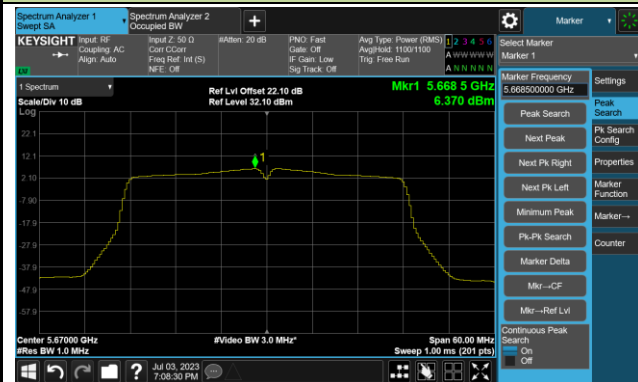 Spectrum Analyzer 1
Swept SA
Spectrum Analyzer 2
Occupied BW
Marker
KEYSIGHT
Input: RF
Coupling: AC
Align: Auto
Input Z: 50 Ω
Corr CCorr
Freq Ref: Int (S)
NFE: Off
#Atten: 20 dB
PNO: Fast
Gate: Off
IF Gain: Low
Sig Track: Off
Avg Type: Power (RMS)
Avg|Hold: 1100/1100
Trig: Free Run
1 2 3 4 5 6
A W W W W W
A N N N N N
LXI
Select Marker
Marker 1
1 Spectrum
Scale/Div 10 dB
Log
Ref Lvl Offset 22.10 dB
Ref Level 32.10 dBm
Mkr1 5.668 5 GHz
6.370 dBm
22.1
12.1
2.10
-7.90
-17.9
-27.9
-37.9
-47.9
-57.9
1
Center 5.67000 GHz
#Res BW 1.0 MHz
#Video BW 3.0 MHz*
Span 60.00 MHz
Sweep 1.00 ms (201 pts)
Marker Frequency
5.668500000 GHz
Peak Search
Next Peak
Next Pk Right
Next Pk Left
Minimum Peak
Pk-Pk Search
Marker Delta
Mkr→CF
Mkr→Ref Lvl
Continuous Peak
Search
On
Off
Settings
Peak
Search
Pk Search
Config
Properties
Marker
Function
Marker→
Counter
?
Jul 03, 2023
7:08:30 PM